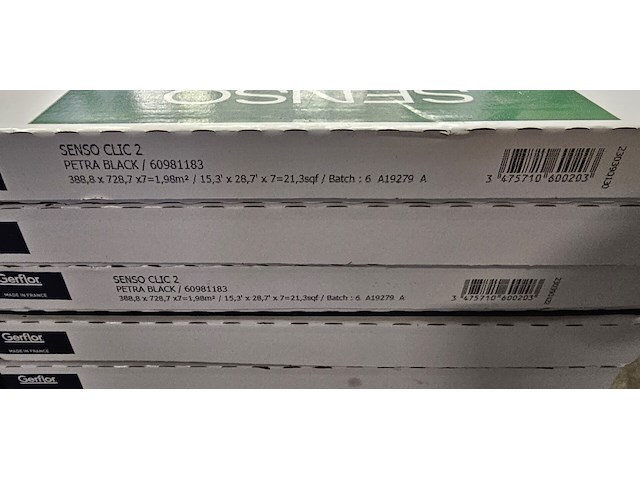 SENSO
SENSO CLIC 2
PETRA BLACK / 60981183
388,8 x 728,7 x7=1,98m² / 15,3' x 28,7' x 7=21,3sqf / Batch : 6 A19279 A
3 475710 600203
Gerflor
MADE IN FRANCE
SENSO CLIC 2
PETRA BLACK / 60981183
388,8 x 728,7 x7=1,98m² / 15,3' x 28,7' x 7=21,3sqf / Batch : 6 A19279 A
3 475710 600203
Gerflor
MADE IN FRANCE
Gerflor